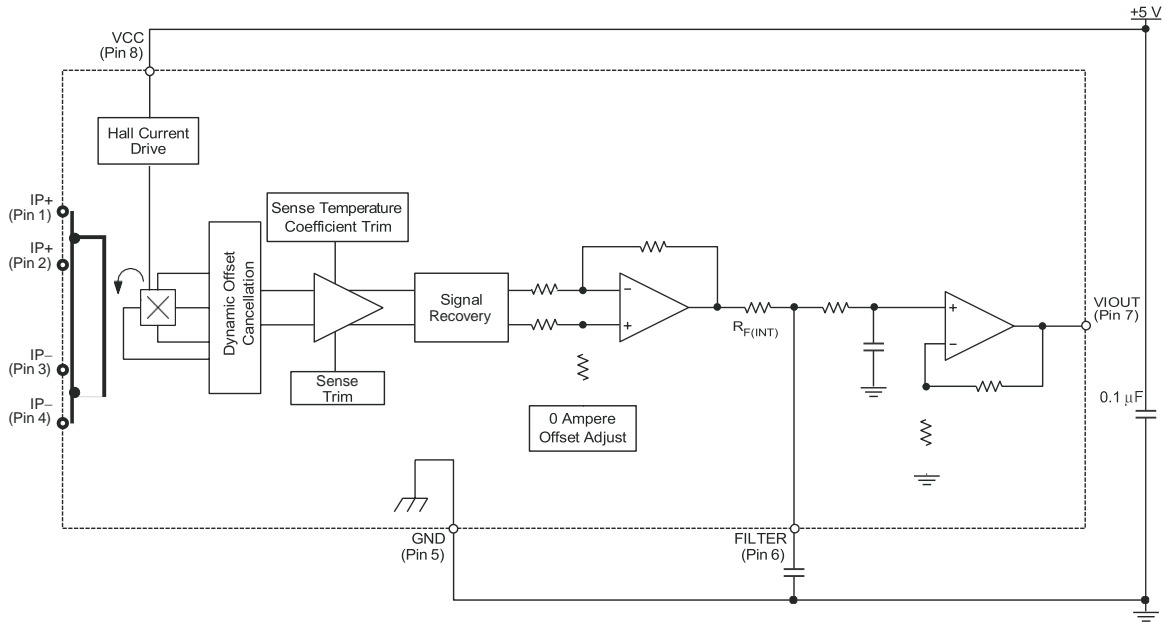 +5 V
VCC
(Pin 8)
Hall Current
Drive
IP+
(Pin 1)
IP+
(Pin 2)
IP−
(Pin 3)
IP−
(Pin 4)
Dynamic Offset
Cancellation
Sense Temperature
Coefficient Trim
Sense
Trim
Signal
Recovery
−
+
0 Ampere
Offset Adjust
RF(INT)
+
−
VIOUT
(Pin 7)
0.1 µF
GND
(Pin 5)
FILTER
(Pin 6)